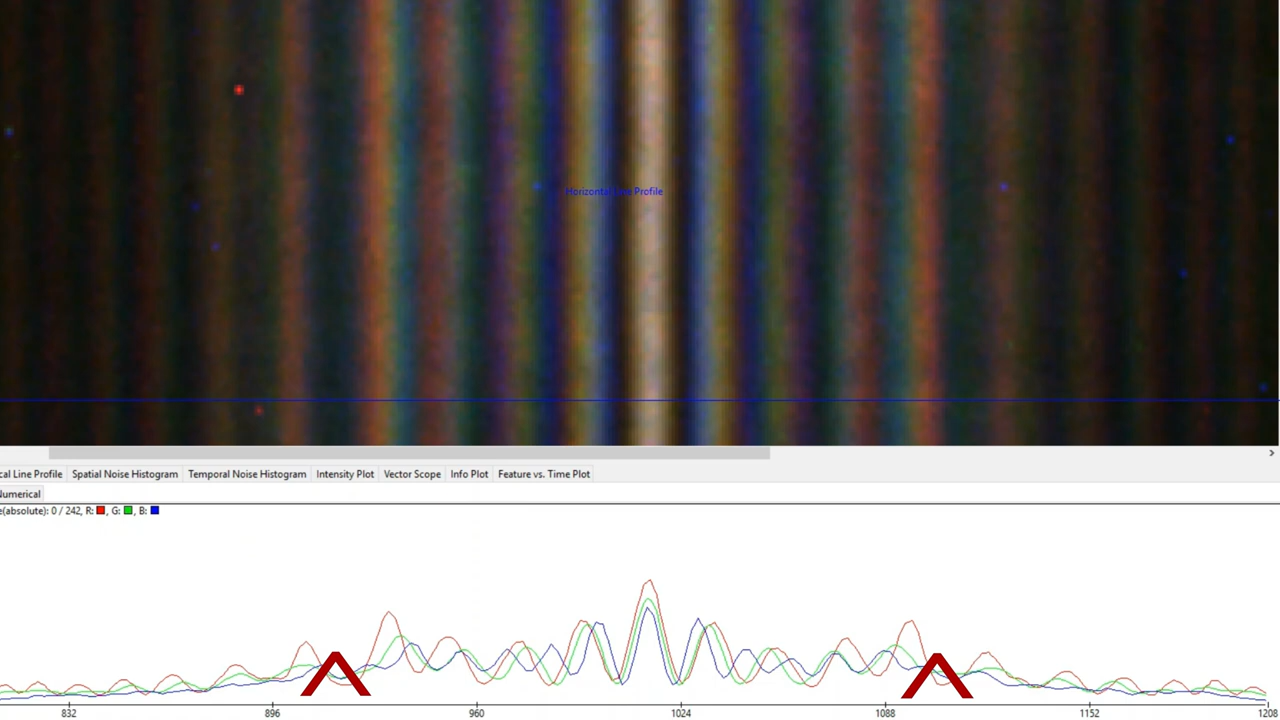 Horizontal Line Profile
cal Line Profile Spatial Noise Histogram Temporal Noise Histogram Intensity Plot Vector Scope Info Plot Feature vs. Time Plot
Numerical
e(absolute): 0 / 242, R: , G: , B:
832 896 960 1024 1088 1152 1208